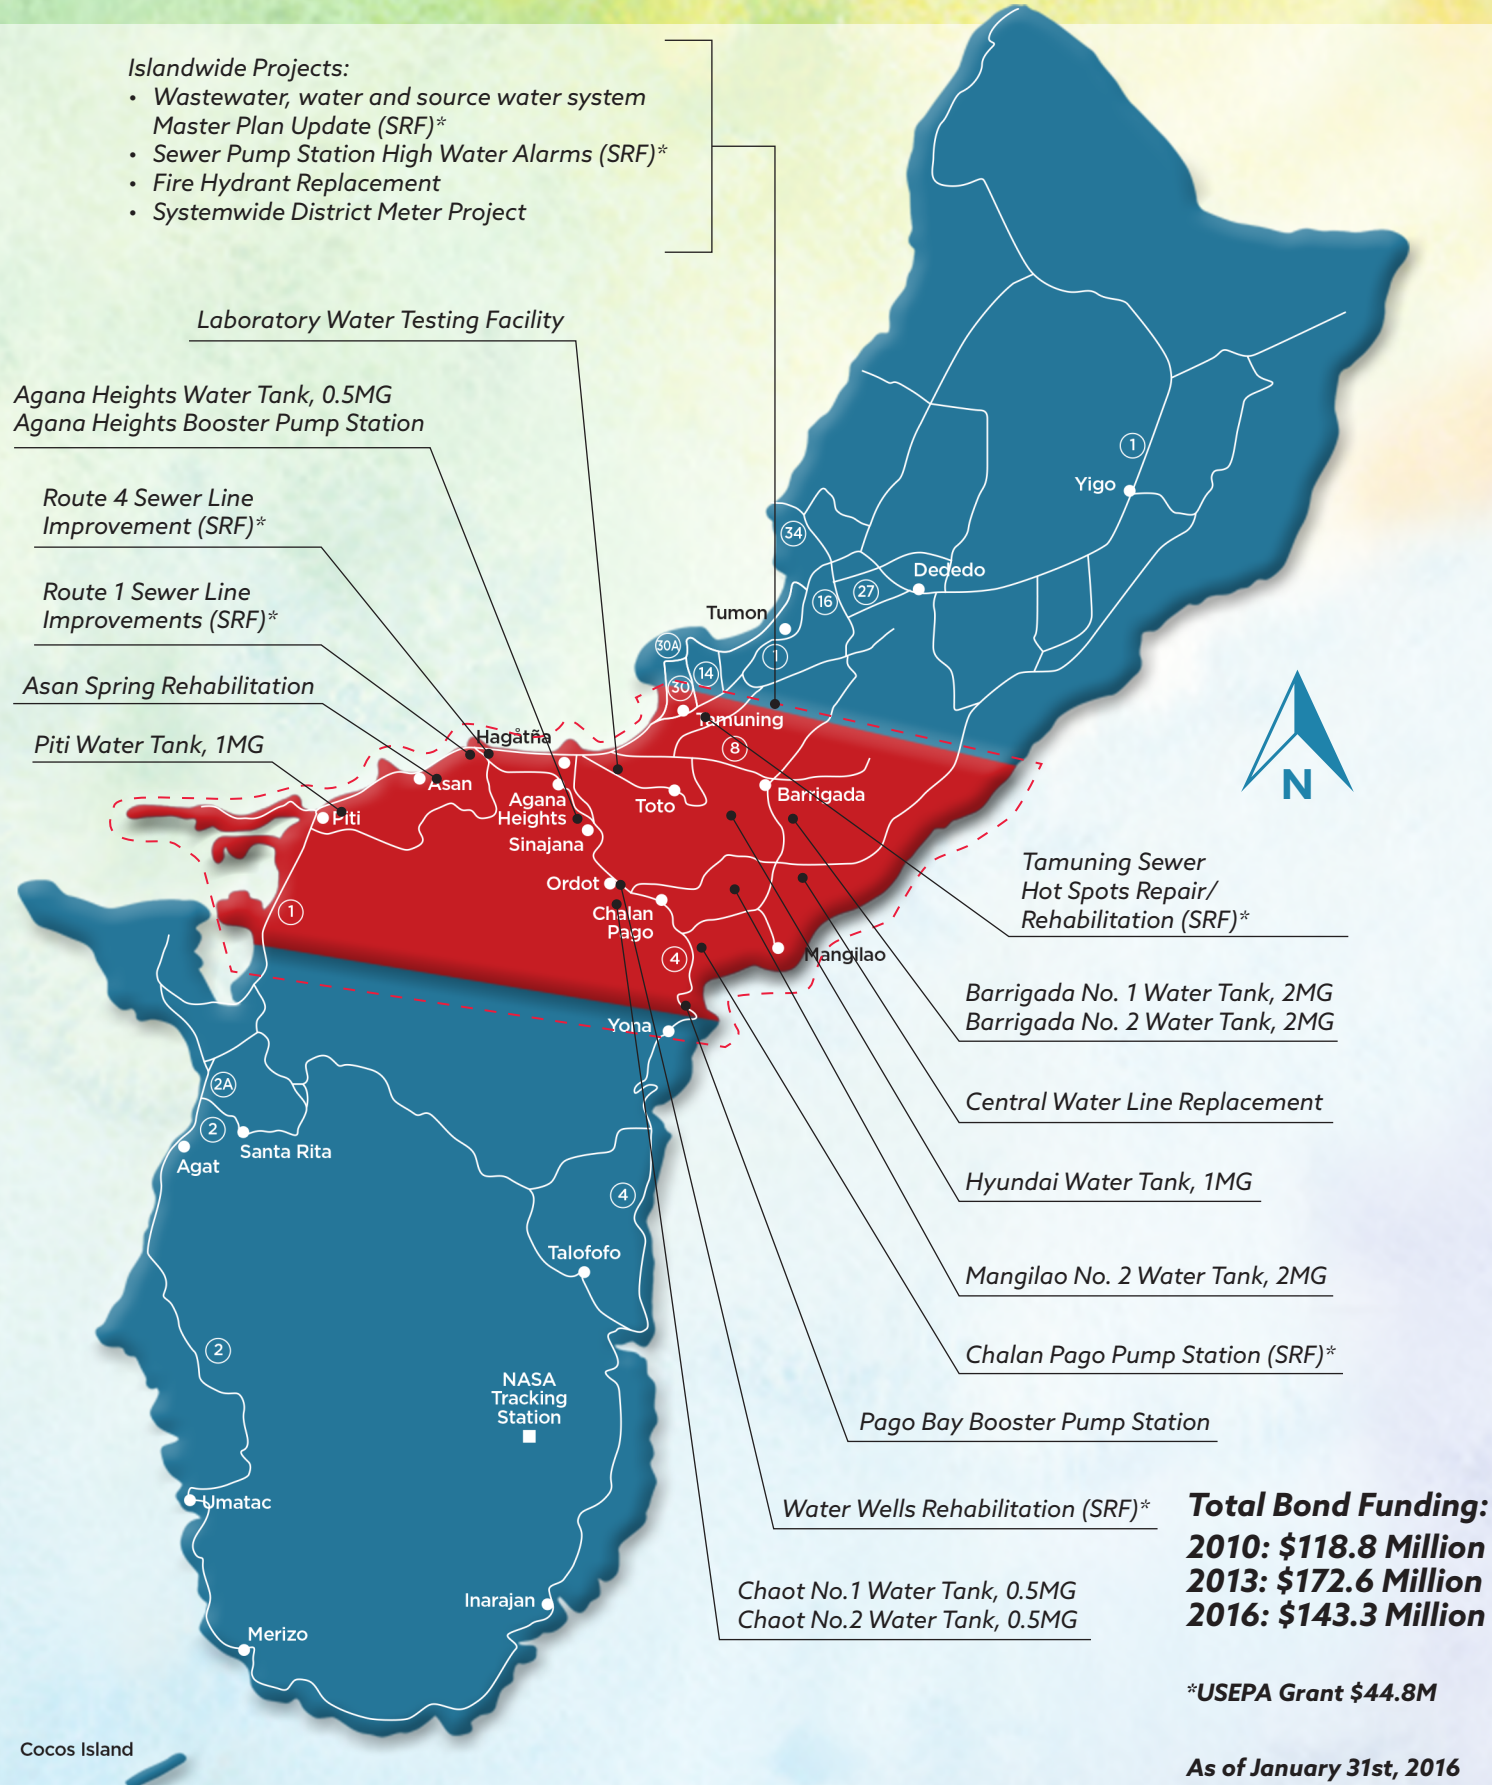 Islandwide Projects:
• Wastewater, water and source water system
Master Plan Update (SRF)*
• Sewer Pump Station High Water Alarms (SRF)*
• Fire Hydrant Replacement
• Systemwide District Meter Project
Laboratory Water Testing Facility
Agana Heights Water Tank, 0.5MG
Agana Heights Booster Pump Station
Route 4 Sewer Line
Improvement (SRF)*
Route 1 Sewer Line
Improvements (SRF)*
Asan Spring Rehabilitation
Piti Water Tank, 1MG
1
Yigo
34
Dededo
27
16
Tumon
30A
1
14
30
Tamuning
Hagåtña
8
Asan
Agana
Heights
Toto
Barrigada
Piti
Sinajana
Ordot
Chalan
Pago
1
4
Mangilao
Yona
N
Tamuning Sewer
Hot Spots Repair/
Rehabilitation (SRF)*
Barrigada No. 1 Water Tank, 2MG
Barrigada No. 2 Water Tank, 2MG
Central Water Line Replacement
Hyundai Water Tank, 1MG
Mangilao No. 2 Water Tank, 2MG
Chalan Pago Pump Station (SRF)*
Pago Bay Booster Pump Station
Water Wells Rehabilitation (SRF)*
Chaot No.1 Water Tank, 0.5MG
Chaot No.2 Water Tank, 0.5MG
2A
2
Santa Rita
Agat
4
Talofofo
2
NASA
Tracking
Station
Umatac
Inarajan
Merizo
Cocos Island
Total Bond Funding:
2010: $118.8 Million
2013: $172.6 Million
2016: $143.3 Million
*USEPA Grant $44.8M
As of January 31st, 2016